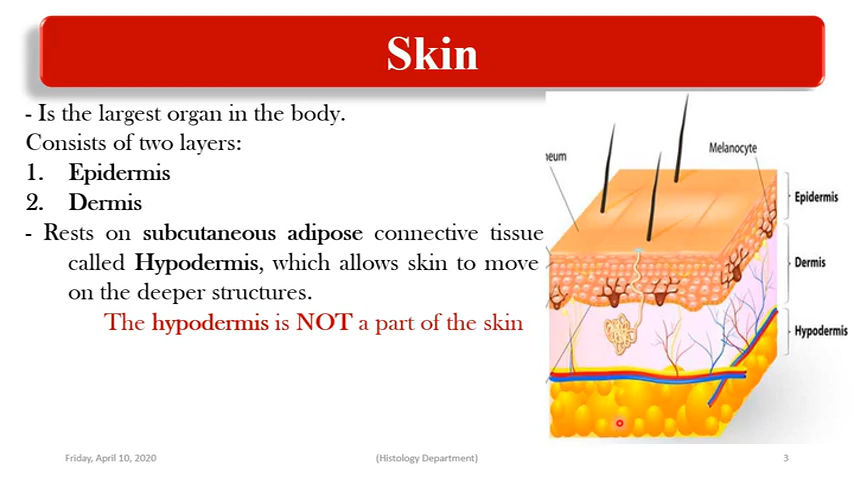 Skin
- Is the largest organ in the body.
Consists of two layers:
1. Epidermis
2. Dermis
- Rests on subcutaneous adipose connective tissue
called Hypodermis, which allows skin to move
on the deeper structures.
The hypodermis is NOT a part of the skin
neum
Melanocyte
Epidermis
Dermis
Hypodermis
Friday, April 10, 2020
(Histology Department)
3